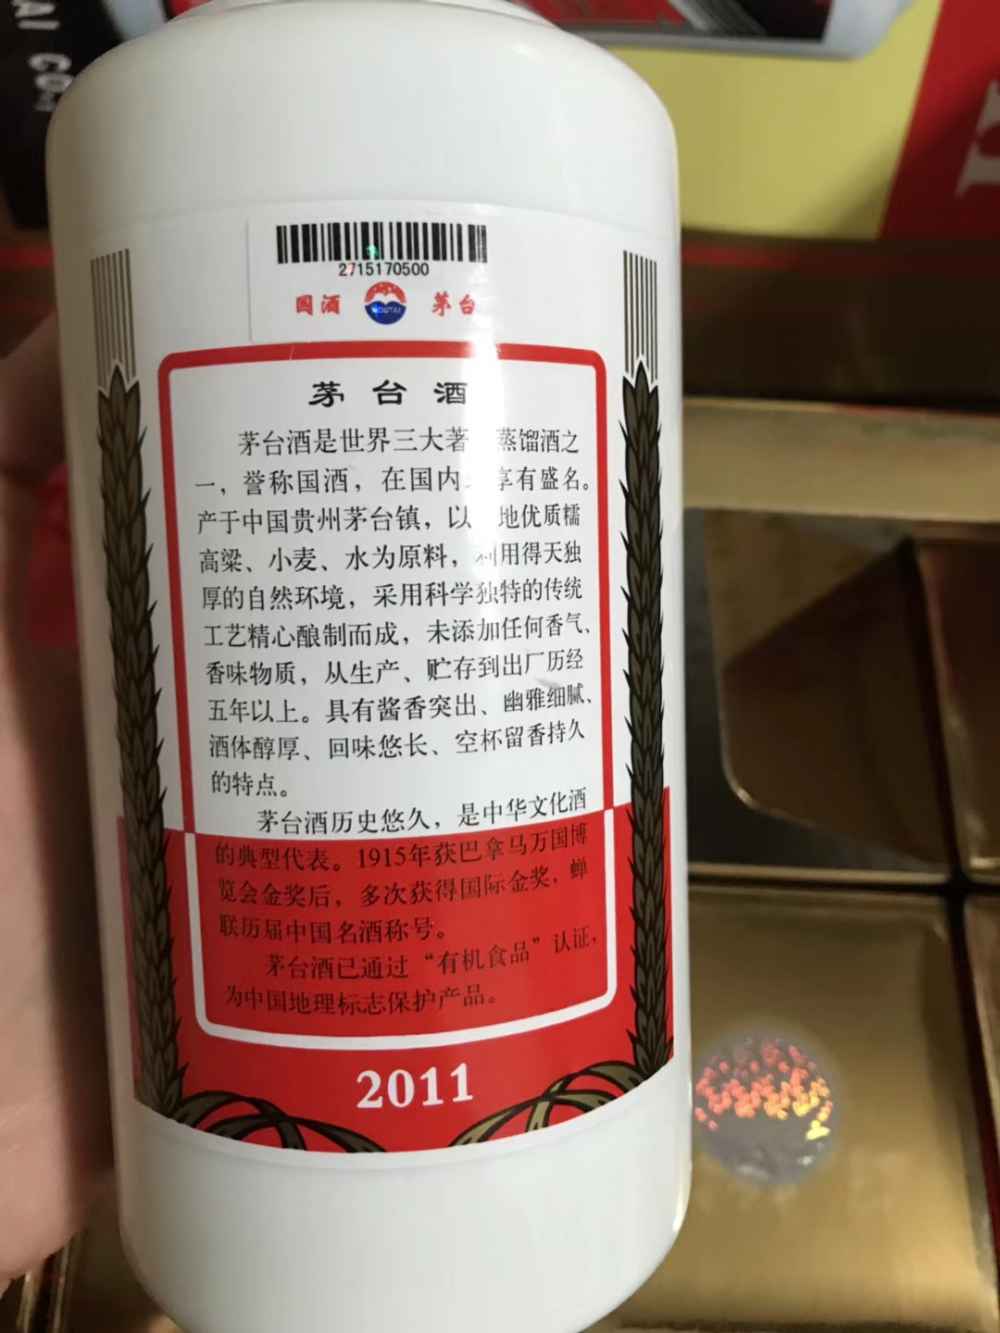 AI CO
2715170500
国酒 茅台
茅台酒
茅台酒是世界三大著 蒸馏酒之
一，誉称国酒，在国内 享有盛名。
产于中国贵州茅台镇，以 地优质糯
高粱、小麦、水为原料， 利用得天独
厚的自然环境，采用科学独特的传统
工艺精心酿制而成，未添加任何香气、
香味物质，从生产、贮存到出厂历经
五年以上。具有酱香突出、幽雅细腻、
酒体醇厚、回味悠长、空杯留香持久
的特点。
茅台酒历史悠久，是中华文化酒
的典型代表。1915年获巴拿马万国博
览会金奖后，多次获得国际金奖，蝉
联历届中国名酒称号。
茅台酒已通过“有机食品”认证，
为中国地理标志保护产品。
2011